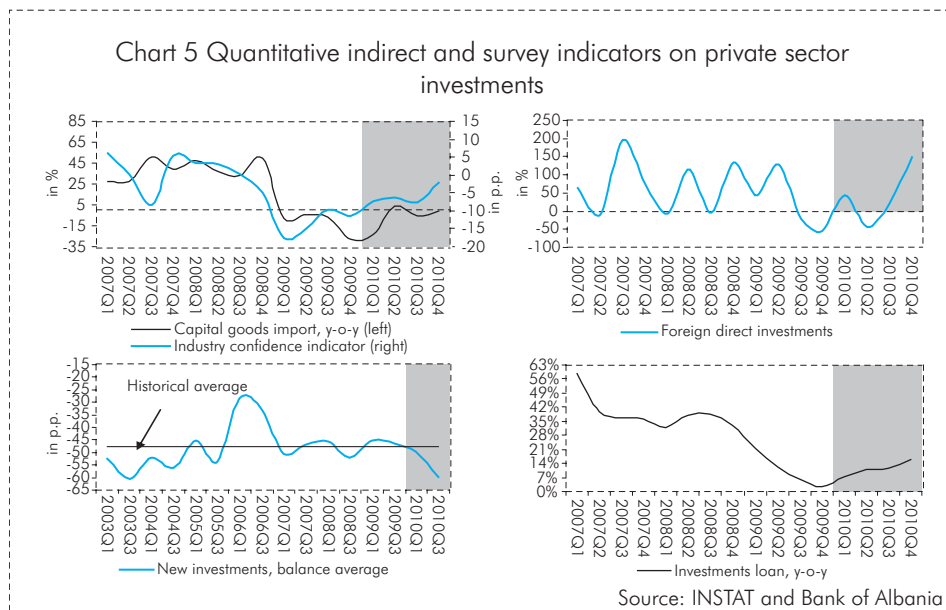 Chart 5 Quantitative indirect and survey indicators on private sector
investments
85
65
45
25
5
-15
-35
in %
15
10
5
0
-5
-10
-15
-20
in d p.
2007Q1
2007Q2
2007Q3
2007Q4
2008Q1
2008Q2
2008Q3
2008Q4
2009Q1
2009Q2
2009Q3
2009Q4
2010Q1
2010Q2
2010Q3
2010Q4
Capital goods import, y-o-y (left)
Industry confidence indicator (right)
250
200
150
100
50
0
-50
-100
in %
2007Q1
2007Q2
2007Q3
2007Q4
2008Q1
2008Q2
2008Q3
2008Q4
2009Q1
2009Q2
2009Q3
2009Q4
2010Q1
2010Q2
2010Q3
2010Q4
Foreign direct investments
-15
-20
-25
-30
-35
-40
-45
-50
-55
-60
-65
in d p.
Historical average
2003Q1
2003Q3
2004Q1
2004Q3
2005Q1
2005Q3
2006Q1
2006Q3
2007Q1
2007Q3
2008Q1
2008Q3
2009Q1
2009Q3
2010Q1
2010Q3
New investments, balance average
63%
56%
49%
42%
35%
28%
21%
14%
7%
0%
2007Q1
2007Q2
2007Q3
2007Q4
2008Q1
2008Q2
2008Q3
2008Q4
2009Q1
2009Q2
2009Q3
2009Q4
2010Q1
2010Q2
2010Q3
2010Q4
Investments loan, y-o-y
Source: INSTAT and Bank of Albania